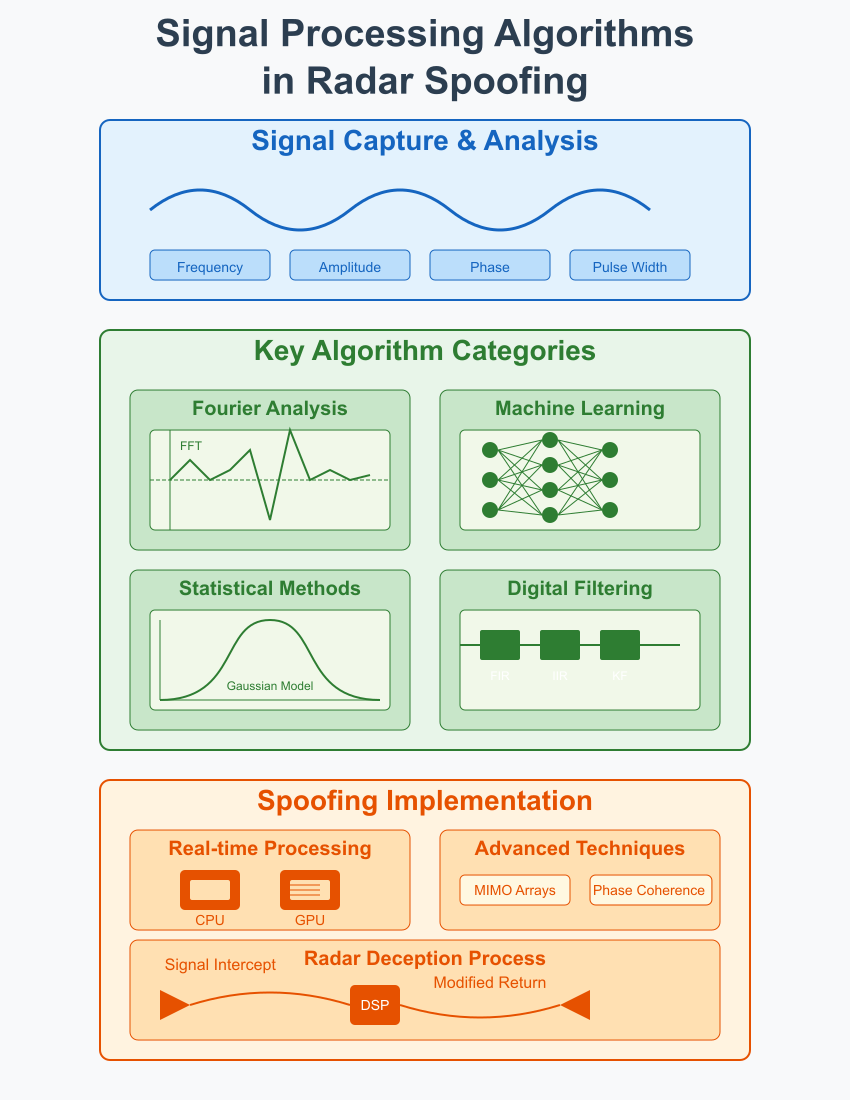 Signal Processing Algorithms
in Radar Spoofing
Signal Capture & Analysis
Frequency
Amplitude
Phase
Pulse Width
Key Algorithm Categories
Fourier Analysis
FFT
Machine Learning
Statistical Methods
Gaussian Model
Digital Filtering
FIR
IIR
KF
Spoofing Implementation
Real-time Processing
CPU
GPU
Advanced Techniques
MIMO Arrays
Phase Coherence
Radar Deception Process
Signal Intercept
Modified Return
DSP